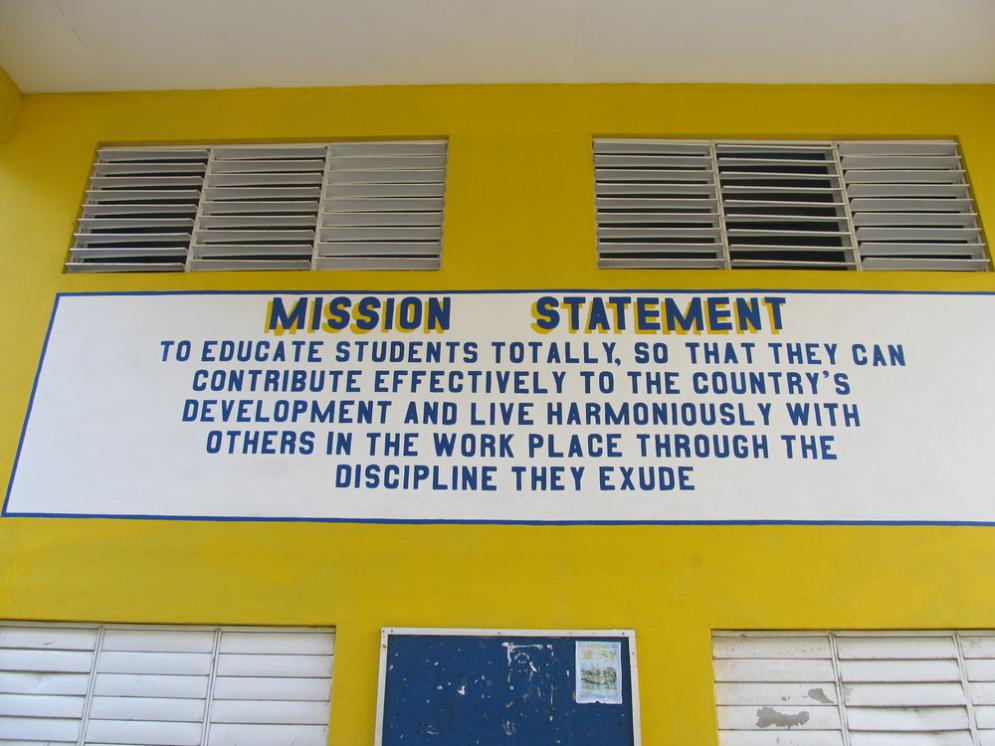 MISSION STATEMENT
TO EDUCATE STUDENTS TOTALLY, SO THAT THEY CAN
CONTRIBUTE EFFECTIVELY TO THE COUNTRY'S
DEVELOPMENT AND LIVE HARMONIOUSLY WITH
OTHERS IN THE WORK PLACE THROUGH THE
DISCIPLINE THEY EXUDE